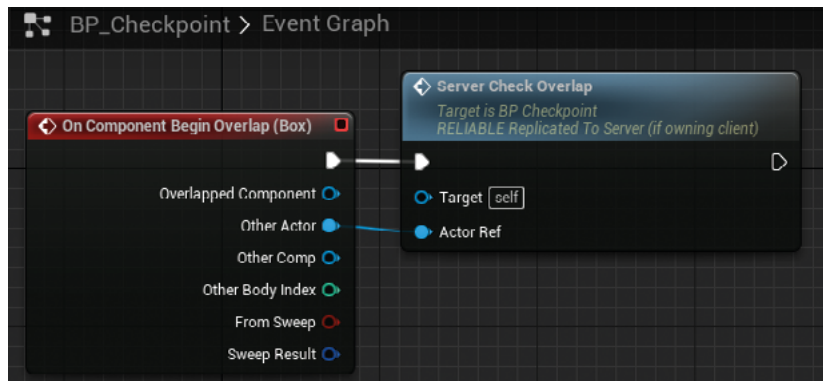 BP_Checkpoint > Event Graph
Server Check Overlap
Target is BP Checkpoint
RELIABLE Replicated To Server (if owning client)
Target self
Actor Ref
On Component Begin Overlap (Box)
Overlapped Component
Other Actor
Other Comp
Other Body Index
From Sweep
Sweep Result